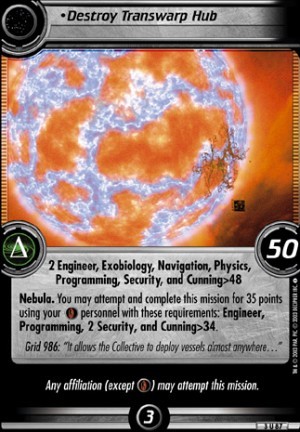 •Destroy Transwarp Hub
Δ
50
2 Engineer, Exobiology, Navigation, Physics,
Programming, Security, and Cunning>48
Nebula. You may attempt and complete this mission for 35 points
using your personnel with these requirements: Engineer,
Programming, 2 Security, and Cunning>34.
Grid 986: "It allows the Collective to deploy vessels almost anywhere…"
Any affiliation (except ) may attempt this mission.
3